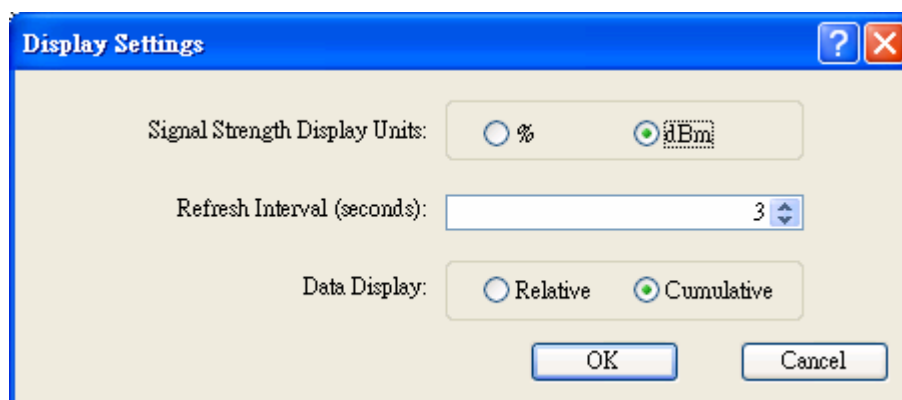 Display Settings
Signal Strength Display Units: % dBm
Refresh Interval (seconds): 3
Data Display: Relative Cumulative
OK Cancel